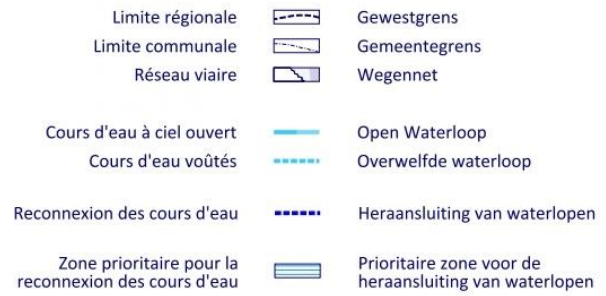 Limite régionale Gewestgrens
Limite communale Gemeentegrens
Réseau viaire Wegennet
Cours d'eau à ciel ouvert Open Waterloop
Cours d'eau voûtés Overwelfde waterloop
Reconnexion des cours d'eau Heraansluiting van waterlopen
Zone prioritaire pour la Prioritaire zone voor de
reconnexion des cours d'eau heraansluiting van waterlopen